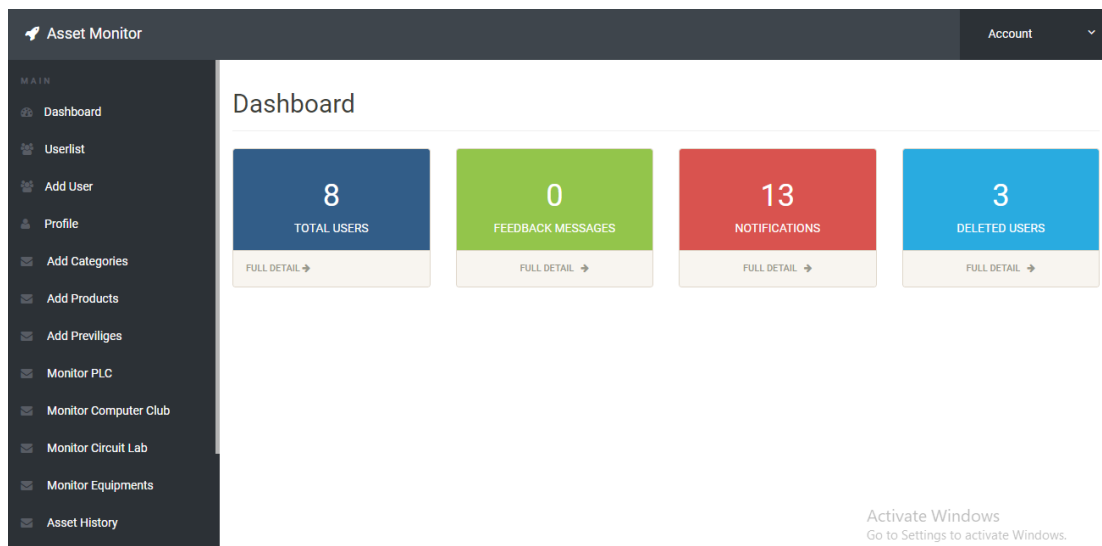 Asset Monitor
Account
MAIN
Dashboard
Userlist
Add User
Profile
Add Categories
Add Products
Add Previliges
Monitor PLC
Monitor Computer Club
Monitor Circuit Lab
Monitor Equipments
Asset History
Dashboard
8
TOTAL USERS
FULL DETAIL
0
FEEDBACK MESSAGES
FULL DETAIL
13
NOTIFICATIONS
FULL DETAIL
3
DELETED USERS
FULL DETAIL
Activate Windows
Go to Settings to activate Windows.